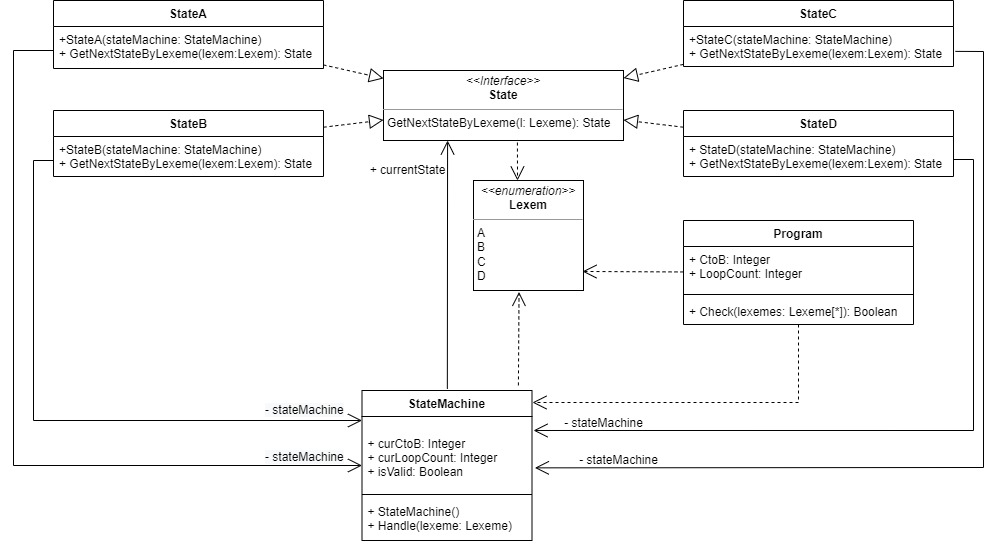 StateA
+StateA(stateMachine: StateMachine)
+ GetNextStateByLexeme(lexem:Lexem): State
StateC
+StateC(stateMachine: StateMachine)
+ GetNextStateByLexeme(lexem:Lexem): State
<<Interface>>
State
GetNextStateByLexeme(l: Lexeme): State
StateB
+StateB(stateMachine: StateMachine)
+ GetNextStateByLexeme(lexem:Lexem): State
StateD
+ StateD(stateMachine: StateMachine)
+ GetNextStateByLexeme(lexem:Lexem): State
+ currentState
<<enumeration>>
Lexem
A
B
C
D
Program
+ CtoB: Integer
+ LoopCount: Integer
+ Check(lexemes: Lexeme[*]): Boolean
StateMachine
+ curCtoB: Integer
+ curLoopCount: Integer
+ isValid: Boolean
+ StateMachine()
+ Handle(lexeme: Lexeme)
- stateMachine
- stateMachine
- stateMachine
- stateMachine